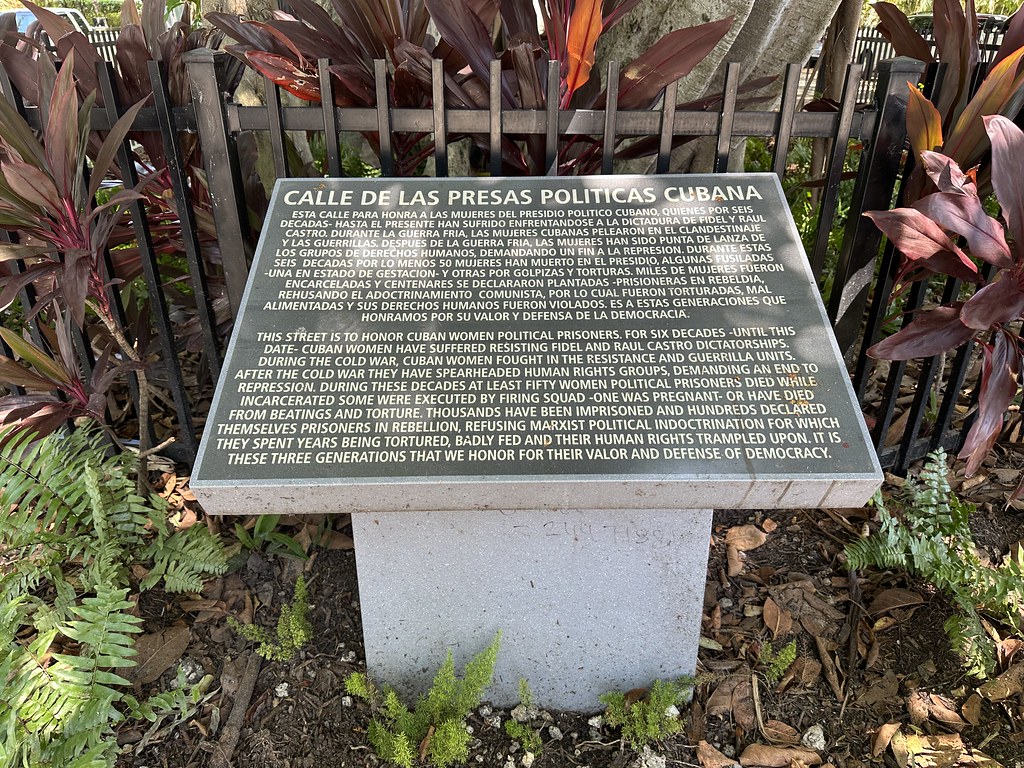 CALLE DE LAS PRESAS POLITICAS CUBANA
ESTA CALLE PARA HONRA A LAS MUJERES DEL PRESIDIO POLITICO CUBANO, QUIENES POR SEIS
DECADAS- HASTA EL PRESENTE HAN SUFRIDO ENFRENTANDOSE A LA DICTADURA DE FIDEL Y RAUL
CASTRO. DURANTE LA GUERRA FRIA, LAS MUJERES CUBANAS PELEARON EN EL CLANDESTINAJE
Y LAS GUERRILLAS. DESPUES DE LA GUERRA FRIA, LAS MUJERES HAN SIDO PUNTA DE LANZA DE
LOS GRUPOS DE DERECHOS HUMANOS, DEMANDANDO UN FIN A LA REPRESION. DURANTE ESTAS
SEIS DECADAS POR LO MENOS 50 MUJERES HAN MUERTO EN EL PRESIDIO, ALGUNAS FUSILADAS
-UNA EN ESTADO DE GESTACION- Y OTRAS POR GOLPIZAS Y TORTURAS. MILES DE MUJERES FUERON
ENCARCELADAS Y CENTENARES SE DECLARARON PLANTADAS -PRISIONERAS EN REBELDIA,
REHUSANDO EL ADOCTRINAMIENTO COMUNISTA, POR LO CUAL FUERON TORTURADAS, MAL
ALIMENTADAS Y SUS DERECHOS HUMANOS FUERON VIOLADOS. ES A ESTAS GENERACIONES QUE
HONRAMOS POR SU VALOR Y DEFENSA DE LA DEMOCRACIA.
THIS STREET IS TO HONOR CUBAN WOMEN POLITICAL PRISONERS. FOR SIX DECADES -UNTIL THIS
DATE- CUBAN WOMEN HAVE SUFFERED RESISTING FIDEL AND RAUL CASTRO DICTATORSHIPS.
DURING THE COLD WAR, CUBAN WOMEN FOUGHT IN THE RESISTANCE AND GUERRILLA UNITS.
AFTER THE COLD WAR THEY HAVE SPEARHEADED HUMAN RIGHTS GROUPS, DEMANDING AN END TO
REPRESSION. DURING THESE DECADES AT LEAST FIFTY WOMEN POLITICAL PRISONERS DIED WHILE
INCARCERATED SOME WERE EXECUTED BY FIRING SQUAD -ONE WAS PREGNANT- OR HAVE DIED
FROM BEATINGS AND TORTURE. THOUSANDS HAVE BEEN IMPRISONED AND HUNDREDS DECLARED
THEMSELVES PRISONERS IN REBELLION, REFUSING MARXIST POLITICAL INDOCTRINATION FOR WHICH
THEY SPENT YEARS BEING TORTURED, BADLY FED AND THEIR HUMAN RIGHTS TRAMPLED UPON. IT IS
THESE THREE GENERATIONS THAT WE HONOR FOR THEIR VALOR AND DEFENSE OF DEMOCRACY.